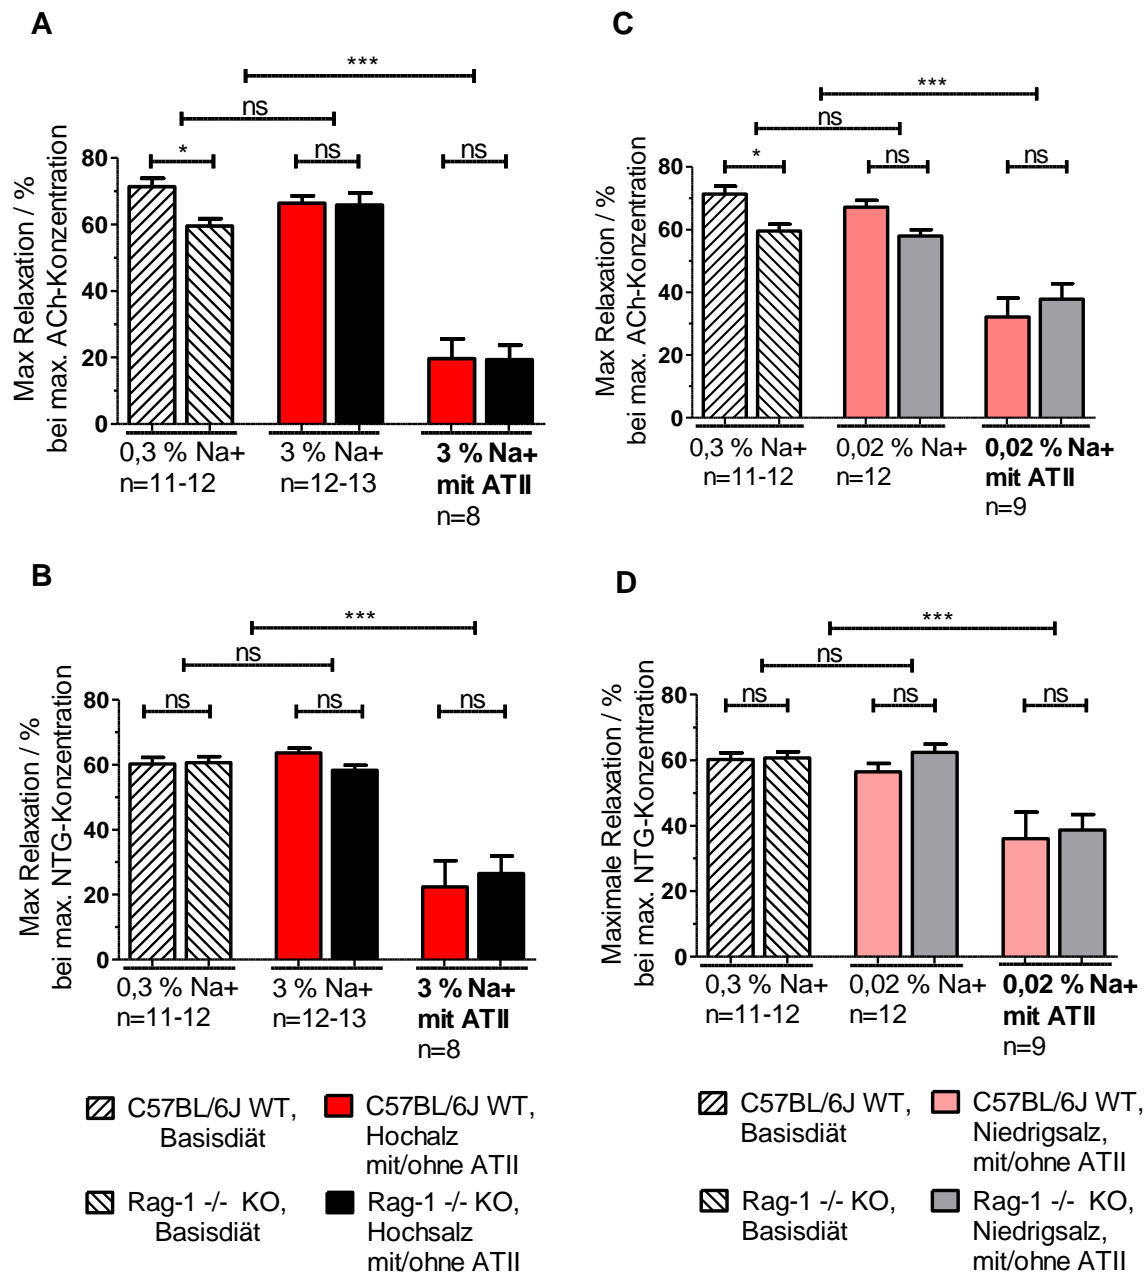 A
***
ns
*
ns
ns
Max Relaxation / %
bei max. ACh-Konzentration
80
60
40
20
0
0,3 % Na+
n=11-12
3 % Na+
n=12-13
3 % Na+
mit ATII
n=8
C
***
ns
*
ns
ns
Max Relaxation / %
bei max. ACh-Konzentration
80
60
40
20
0
0,3 % Na+
n=11-12
0,02 % Na+
n=12
0,02 % Na+
mit ATII
n=9
B
***
ns
ns
ns
ns
Max Relaxation / %
bei max. NTG-Konzentration
80
60
40
20
0
0,3 % Na+
n=11-12
3 % Na+
n=12-13
3 % Na+
mit ATII
n=8
D
***
ns
ns
ns
ns
Maximale Relaxation / %
bei max. NTG-Konzentration
80
60
40
20
0
0,3 % Na+
n=11-12
0,02 % Na+
n=12
0,02 % Na+
mit ATII
n=9
C57BL/6J WT,
Basisdiät
C57BL/6J WT,
Hochalz
mit/ohne ATII
Rag-1 -/- KO,
Basisdiät
Rag-1 -/- KO,
Hochsalz
mit/ohne ATII
C57BL/6J WT,
Basisdiät
C57BL/6J WT,
Niedrigsalz,
mit/ohne ATII
Rag-1 -/- KO,
Basisdiät
Rag-1 -/- KO,
Niedrigsalz,
mit/ohne ATII